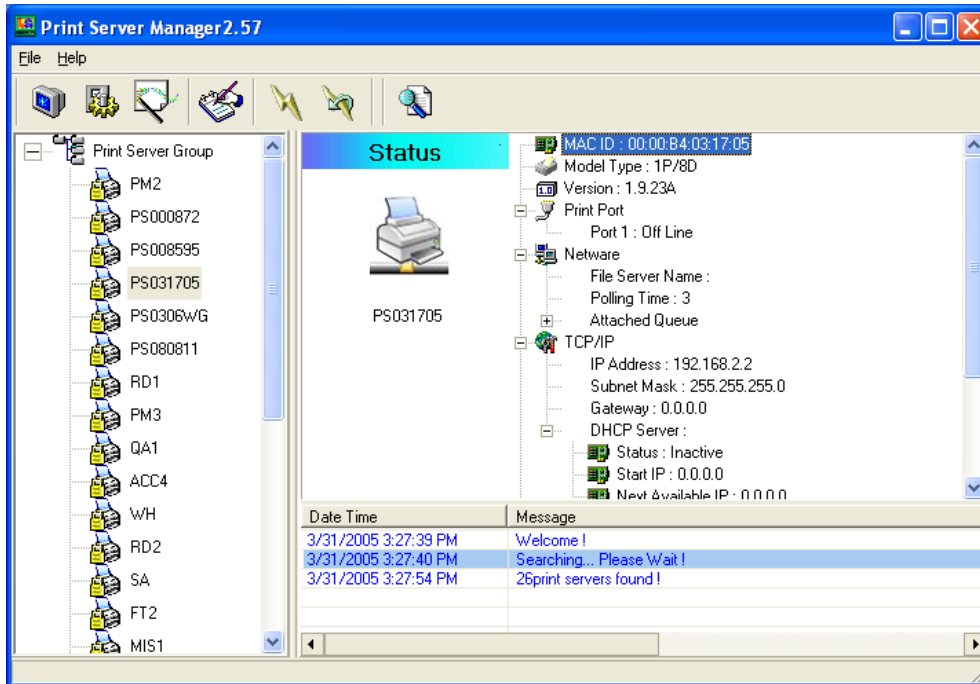 Print Server Manager2.57
File Help
Print Server Group
PM2
PS000872
PS008595
PS031705
PS0306WG
PS080811
RD1
PM3
QA1
ACC4
WH
RD2
SA
FT2
MIS1
Status
PS031705
MAC ID : 00:00:B4:03:17:05
Model Type : 1P/8D
1.0 Version : 1.9.23A
Print Port
Port 1 : Off Line
Netware
File Server Name :
Polling Time : 3
Attached Queue
TCP/IP
IP Address : 192.168.2.2
Subnet Mask : 255.255.255.0
Gateway : 0.0.0.0
DHCP Server :
Status : Inactive
Start IP : 0.0.0.0
Next Available IP : 0.0.0.0
Date Time Message
3/31/2005 3:27:39 PM Welcome !
3/31/2005 3:27:40 PM Searching... Please Wait !
3/31/2005 3:27:54 PM 26print servers found !